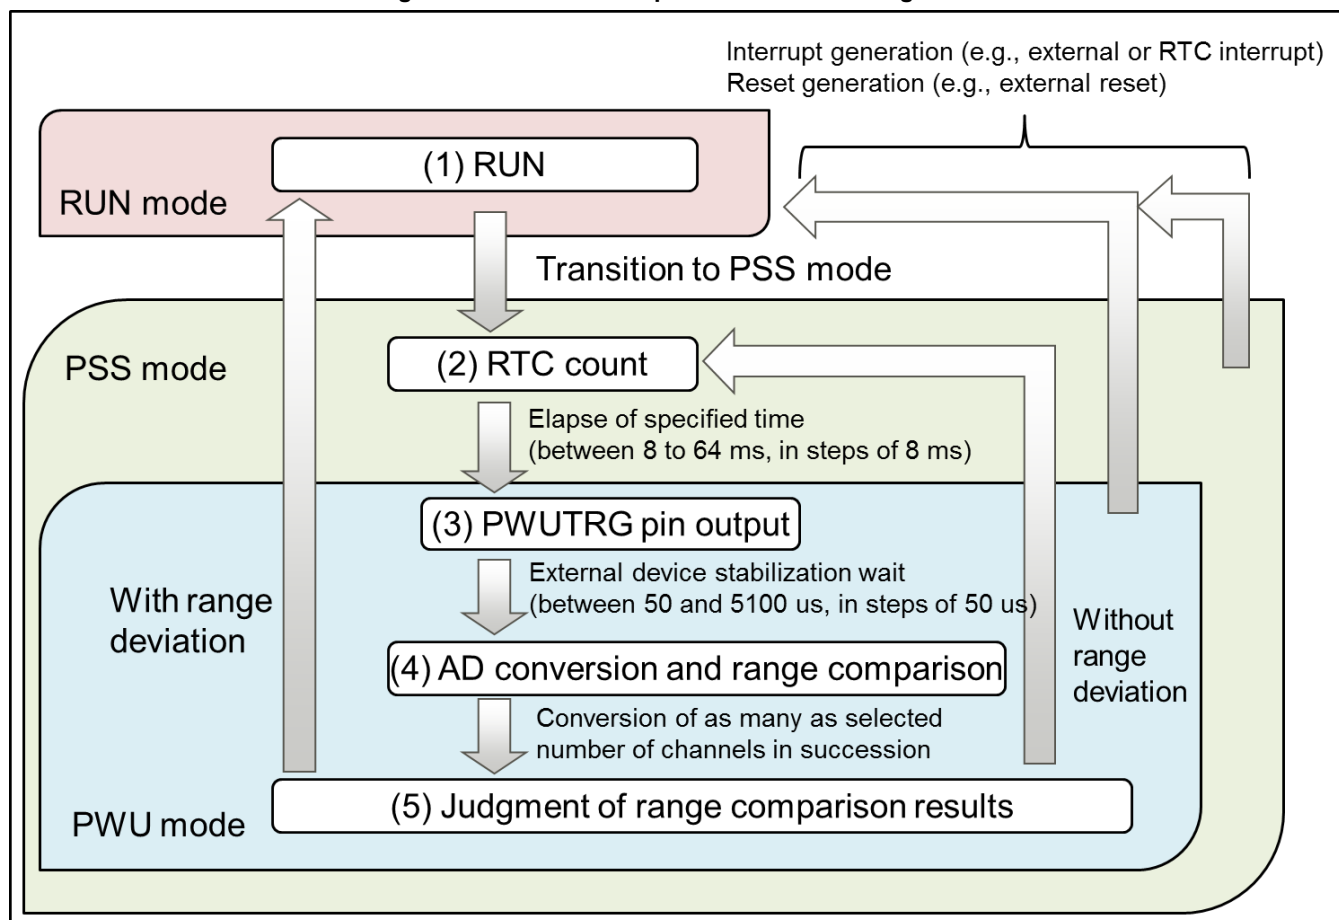 Interrupt generation (e.g., external or RTC interrupt)
Reset generation (e.g., external reset)
(1) RUN
RUN mode
Transition to PSS mode
(2) RTC count
PSS mode
Elapse of specified time
(between 8 to 64 ms, in steps of 8 ms)
(3) PWUTRG pin output
External device stabilization wait
(between 50 and 5100 us, in steps of 50 us)
With range
deviation
Without
range
deviation
(4) AD conversion and range comparison
Conversion of as many as selected
number of channels in succession
(5) Judgment of range comparison results
PWU mode